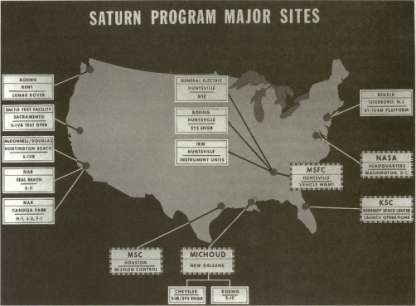 SATURN PROGRAM MAJOR SITES
BOEING
KENT
LUNAR ROVER
SACTO TEST FACILITY
SACRAMENTO
S-IVB TEST OPER
McDONNELL/DOUGLAS
HUNTINGTON BEACH
S-IVB
NAR
SEAL BEACH
S-II
NAR
CANOGA PARK
H-1, J-2, F-1
GENERAL ELECTRIC
HUNTSVILLE
BOEING
HUNTSVILLE
SYS ENGR
IBM
HUNTSVILLE
INSTRUMENT UNITS
BENDIX
TETERBORO, N.J.
ST-124M PLATFORM
NASA
HEADQUARTERS
WASHINGTON, D.C.
MSFC
HUNTSVILLE
VEHICLE MGMT
KSC
KENNEDY SPACE CENTER
LAUNCH OPERATIONS
MSC
HOUSTON
MISSION CONTROL
MICHOUD
NEW ORLEANS
CHRYSLER
S-IB/SYS ENGR
BOEING
S-IC